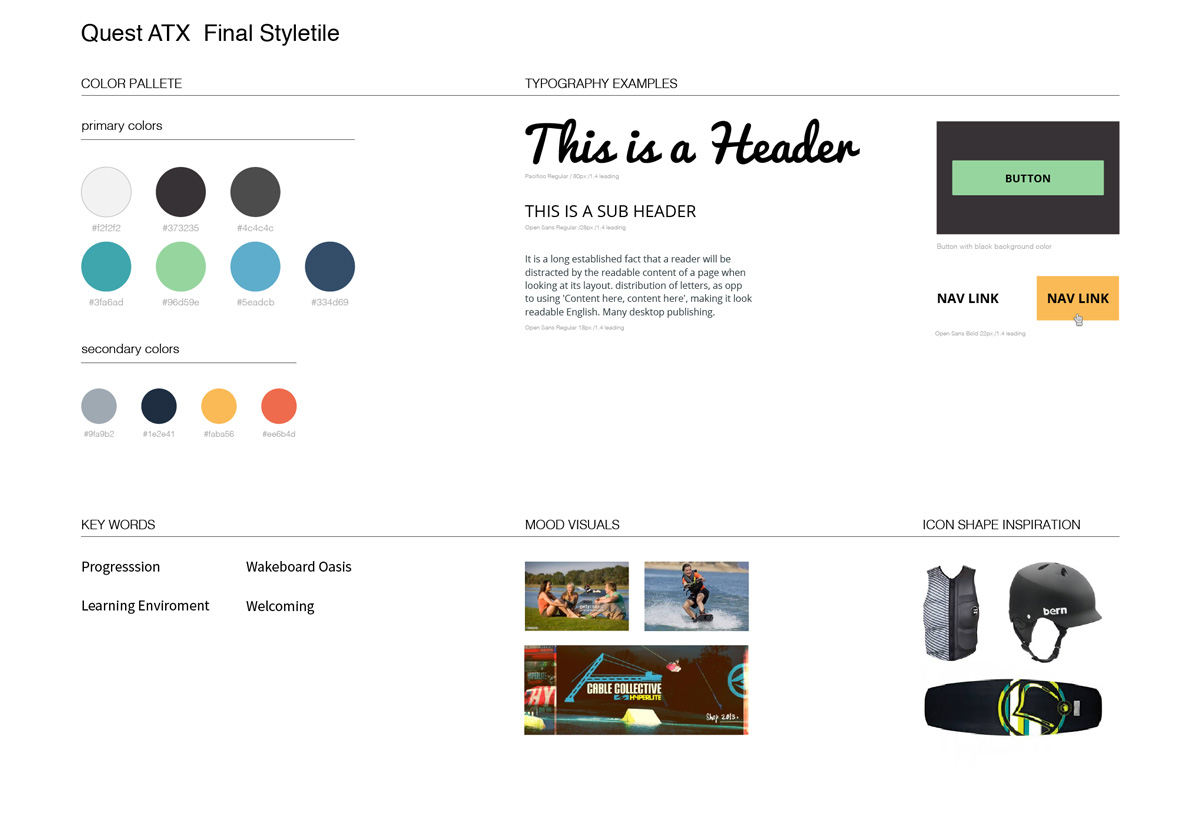 Quest ATX  Final Styletile
COLOR PALLETE
primary colors
#f2f2f2
#373235
#4c4c4c
#3fa6ad
#96d59e
#5eadcb
#334d69
secondary colors
#9fa9b2
#1e2e41
#faba56
#ee6b4d
TYPOGRAPHY EXAMPLES
This is a Header
Pacifico Regular / 80px /1.4 leading
THIS IS A SUB HEADER
Open Sans Regular /28px /1.4 leading
It is a long established fact that a reader will be
distracted by the readable content of a page when
looking at its layout. distribution of letters, as opp
to using 'Content here, content here', making it look
readable English. Many desktop publishing.
Open Sans Regular 18px /1.4 leading
BUTTON
Button with black background color
NAV LINK
NAV LINK
Open Sans Bold 22px /1.4 leading
KEY WORDS
Progresssion
Wakeboard Oasis
Learning Enviroment
Welcoming
MOOD VISUALS
CABLE COLLECTIVE
HYPERLITE
Shop 2013.
ICON SHAPE INSPIRATION
bern